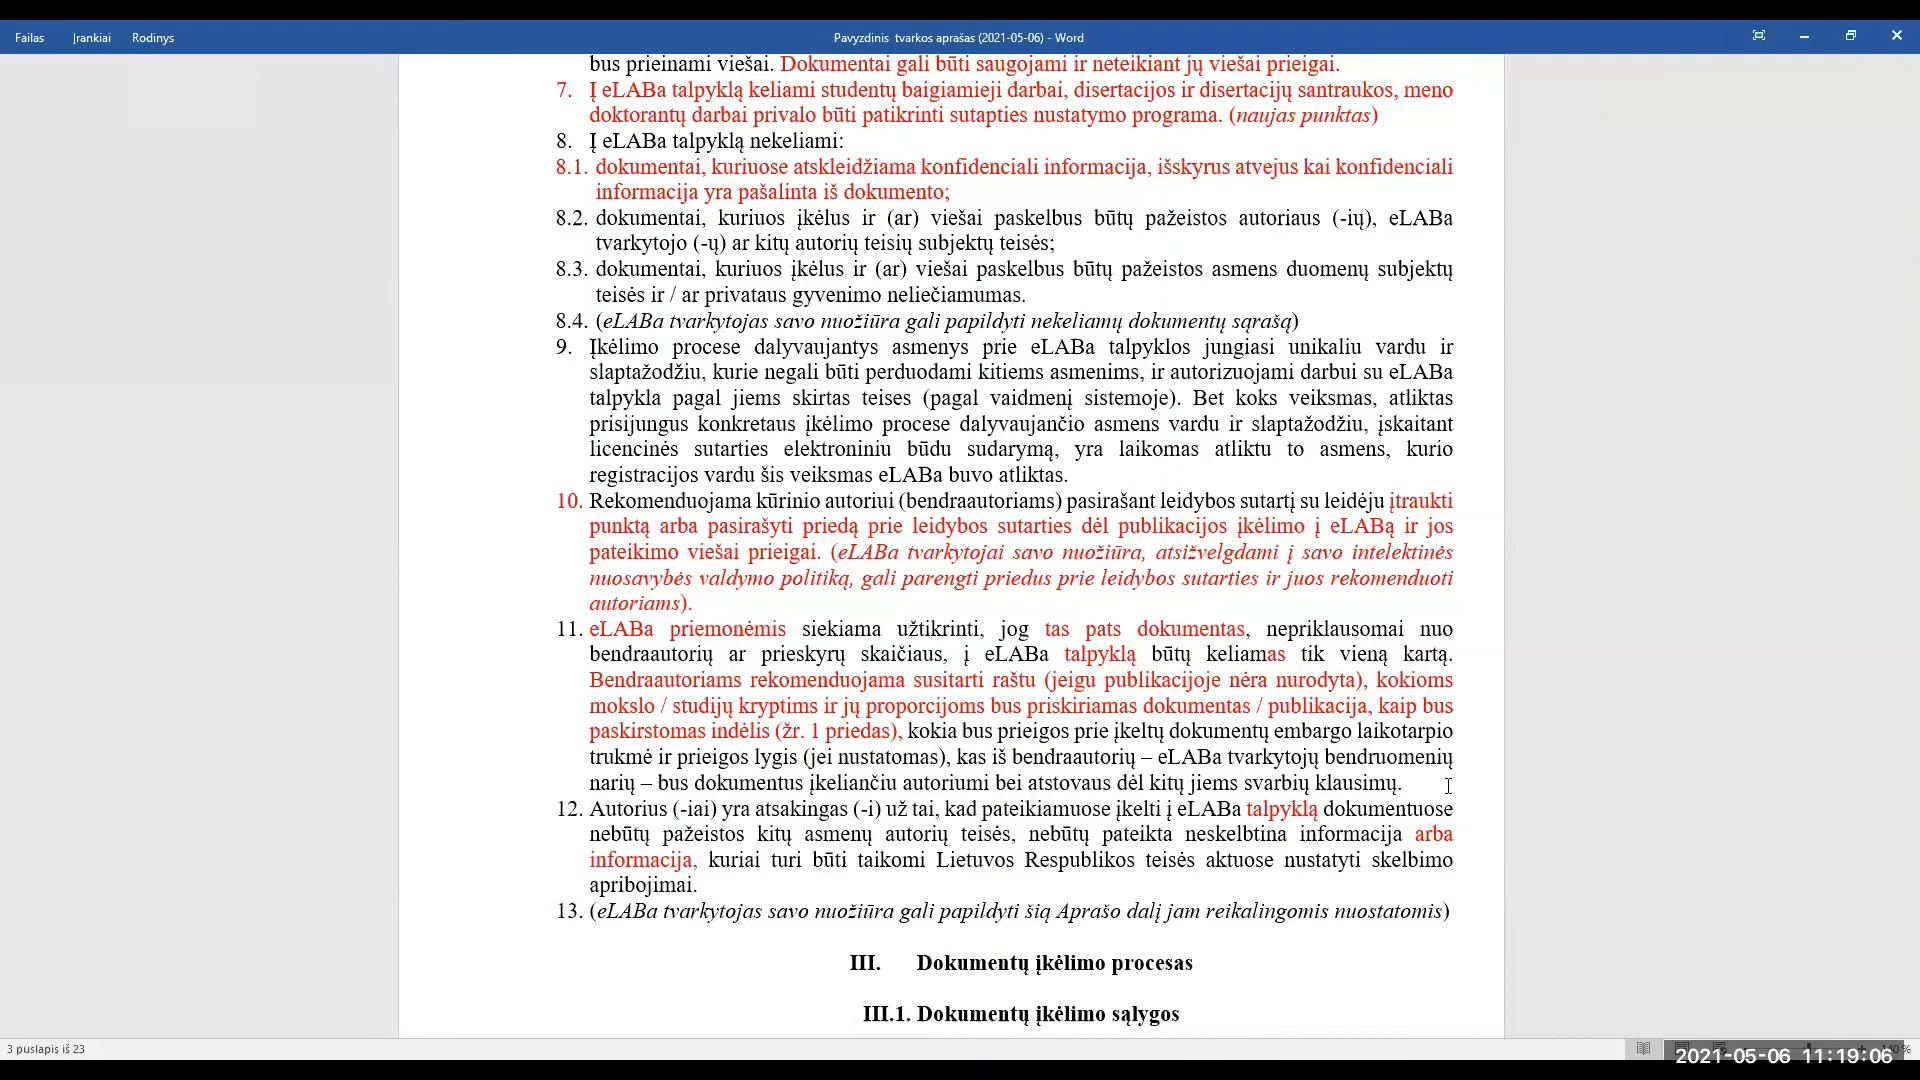 Failas Įrankiai Rodinys Pavyzdinis tvarkos aprašas (2021-05-06) - Word
bus prieinami viešai. Dokumentai gali būti saugojami ir neteikiant jų viešai prieigai.
7. Į eLABa talpyklą keliami studentų baigiamieji darbai, disertacijos ir disertacijų santraukos, meno
doktorantų darbai privalo būti patikrinti sutapties nustatymo programa. (naujas punktas)
8. Į eLABa talpyklą nekeliami:
8.1. dokumentai, kuriuose atskleidžiama konfidenciali informacija, išskyrus atvejus kai konfidenciali
informacija yra pašalinta iš dokumento;
8.2. dokumentai, kuriuos įkėlus ir (ar) viešai paskelbus būtų pažeistos autoriaus (-ių), eLABa
tvarkytojo (-ų) ar kitų autorių teisių subjektų teisės;
8.3. dokumentai, kuriuos įkėlus ir (ar) viešai paskelbus būtų pažeistos asmens duomenų subjektų
teisės ir / ar privataus gyvenimo neliečiamumas.
8.4. (eLABa tvarkytojas savo nuožiūra gali papildyti nekeliamų dokumentų sąrašą)
9. Įkėlimo procese dalyvaujantys asmenys prie eLABa talpyklos jungiasi unikaliu vardu ir
slaptažodžiu, kurie negali būti perduodami kitiems asmenims, ir autorizuojami darbui su eLABa
talpykla pagal jiems skirtas teises (pagal vaidmenį sistemoje). Bet koks veiksmas, atliktas
prisijungus konkretaus įkėlimo procese dalyvaujančio asmens vardu ir slaptažodžiu, įskaitant
licencinės sutarties elektroniniu būdu sudarymą, yra laikomas atliktu to asmens, kurio
registracijos vardu šis veiksmas eLABa buvo atliktas.
10. Rekomenduojama kūrinio autoriui (bendraautoriams) pasirašant leidybos sutartį su leidėju įtraukti
punktą arba pasirašyti priedą prie leidybos sutarties dėl publikacijos įkėlimo į eLABą ir jos
pateikimo viešai prieigai. (eLABa tvarkytojai savo nuožiūra, atsižvelgdami į savo intelektinės
nuosavybės valdymo politiką, gali parengti priedus prie leidybos sutarties ir juos rekomenduoti
autoriams).
11. eLABa priemonėmis siekiama užtikrinti, jog tas pats dokumentas, nepriklausomai nuo
bendraautorių ar prieskyrų skaičiaus, į eLABa talpyklą būtų keliamas tik vieną kartą.
Bendraautoriams rekomenduojama susitarti raštu (jeigu publikacijoje nėra nurodyta), kokioms
mokslo / studijų kryptims ir jų proporcijoms bus priskiriamas dokumentas / publikacija, kaip bus
paskirstomas indėlis (žr. 1 priedas), kokia bus prieigos prie įkeltų dokumentų embargo laikotarpio
trukmė ir prieigos lygis (jei nustatomas), kas iš bendraautorių – eLABa tvarkytojų bendruomenių
narių – bus dokumentus įkeliančiu autoriumi bei atstovaus dėl kitų jiems svarbių klausimų.
12. Autorius (-iai) yra atsakingas (-i) už tai, kad pateikiamuose įkelti į eLABa talpyklą dokumentuose
nebūtų pažeistos kitų asmenų autorių teisės, nebūtų pateikta neskelbtina informacija arba
informacija, kuriai turi būti taikomi Lietuvos Respublikos teisės aktuose nustatyti skelbimo
apribojimai.
13. (eLABa tvarkytojas savo nuožiūra gali papildyti šią Aprašo dalį jam reikalingomis nuostatomis)
III. Dokumentų įkėlimo procesas
III.1. Dokumentų įkėlimo sąlygos
3 puslapis iš 23
2021-05-06 11:19:06